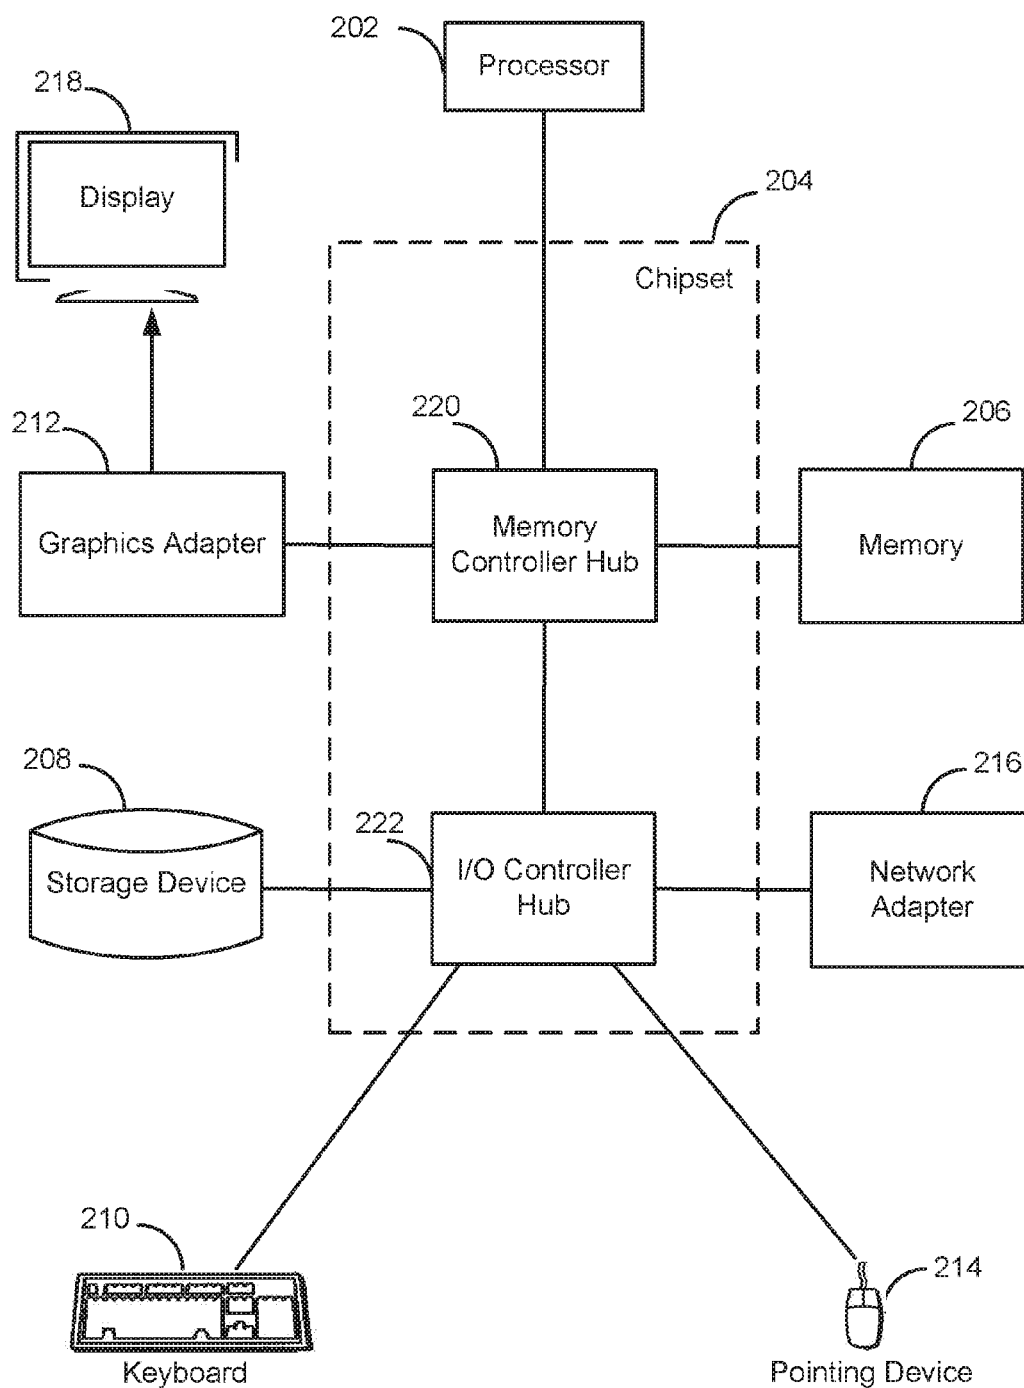 202
Processor
218
Display
204
Chipset
212
220
206
Graphics Adapter
Memory
Controller Hub
Memory
208
216
222
Storage Device
I/O Controller
Hub
Network
Adapter
210
214
Keyboard
Pointing Device